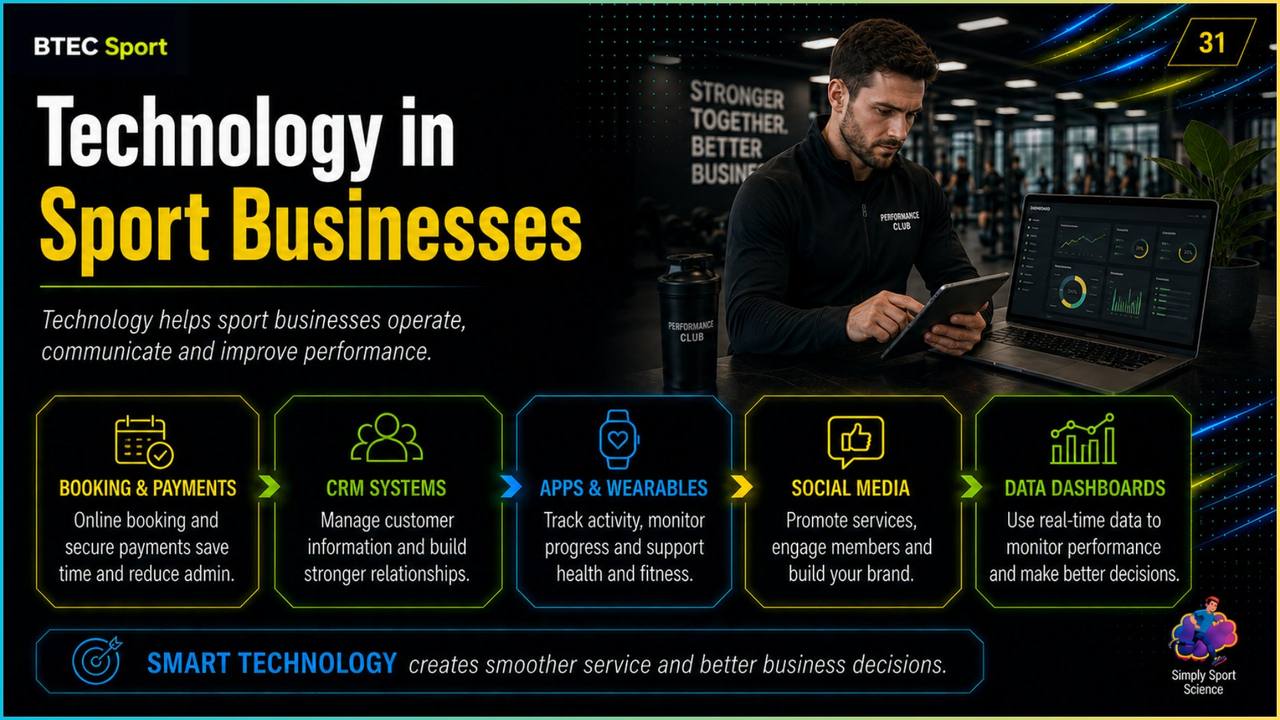 BTEC Sport
31
Technology in
Sport Businesses
Technology helps sport businesses operate,
communicate and improve performance.
STRONGER
TOGETHER.
BETTER
BUSINE
PERFORMANCE
CLUB
PERFORMANCE
CLUB
DASHBOARD
BOOKING & PAYMENTS
Online booking and
secure payments save
time and reduce admin.
CRM SYSTEMS
Manage customer
information and build
stronger relationships.
APPS & WEARABLES
Track activity, monitor
progress and support
health and fitness.
SOCIAL MEDIA
Promote services,
engage members and
build your brand.
DATA DASHBOARDS
Use real-time data to
monitor performance
and make better decisions.
SMART TECHNOLOGY creates smoother service and better business decisions.
Simply Sport
Science